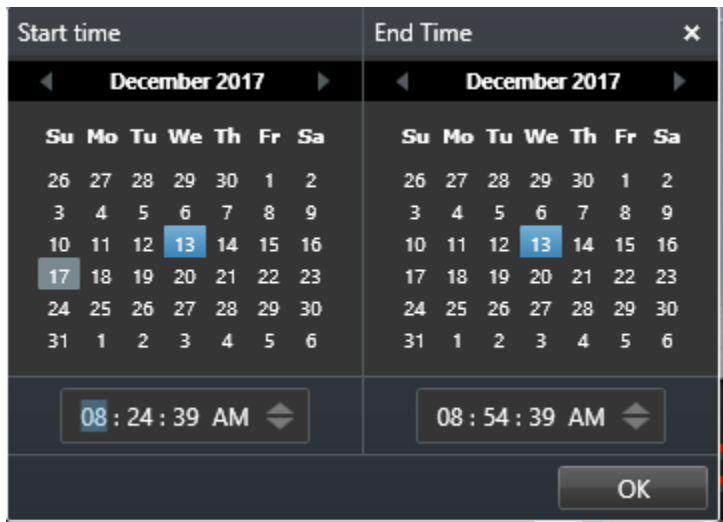 Start time End Time ×
December 2017 December 2017
Su Mo Tu We Th Fr Sa Su Mo Tu We Th Fr Sa
26 27 28 29 30 1 2 26 27 28 29 30 1 2
3 4 5 6 7 8 9 3 4 5 6 7 8 9
10 11 12 13 14 15 16 10 11 12 13 14 15 16
17 18 19 20 21 22 23 17 18 19 20 21 22 23
24 25 26 27 28 29 30 24 25 26 27 28 29 30
31 1 2 3 4 5 6 31 1 2 3 4 5 6
08 : 24 : 39 AM 08 : 54 : 39 AM
OK